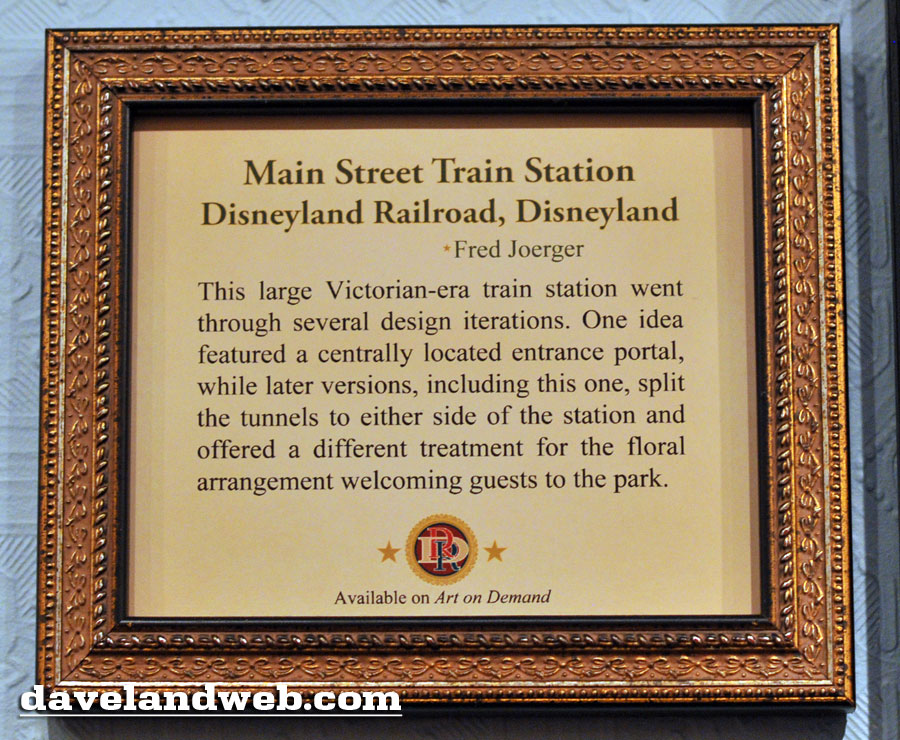 Main Street Train Station
Disneyland Railroad, Disneyland
*Fred Joerger
This large Victorian-era train station went
through several design iterations. One idea
featured a centrally located entrance portal,
while later versions, including this one, split
the tunnels to either side of the station and
offered a different treatment for the floral
arrangement welcoming guests to the park.
DRR
Available on Art on Demand
davelandweb.com